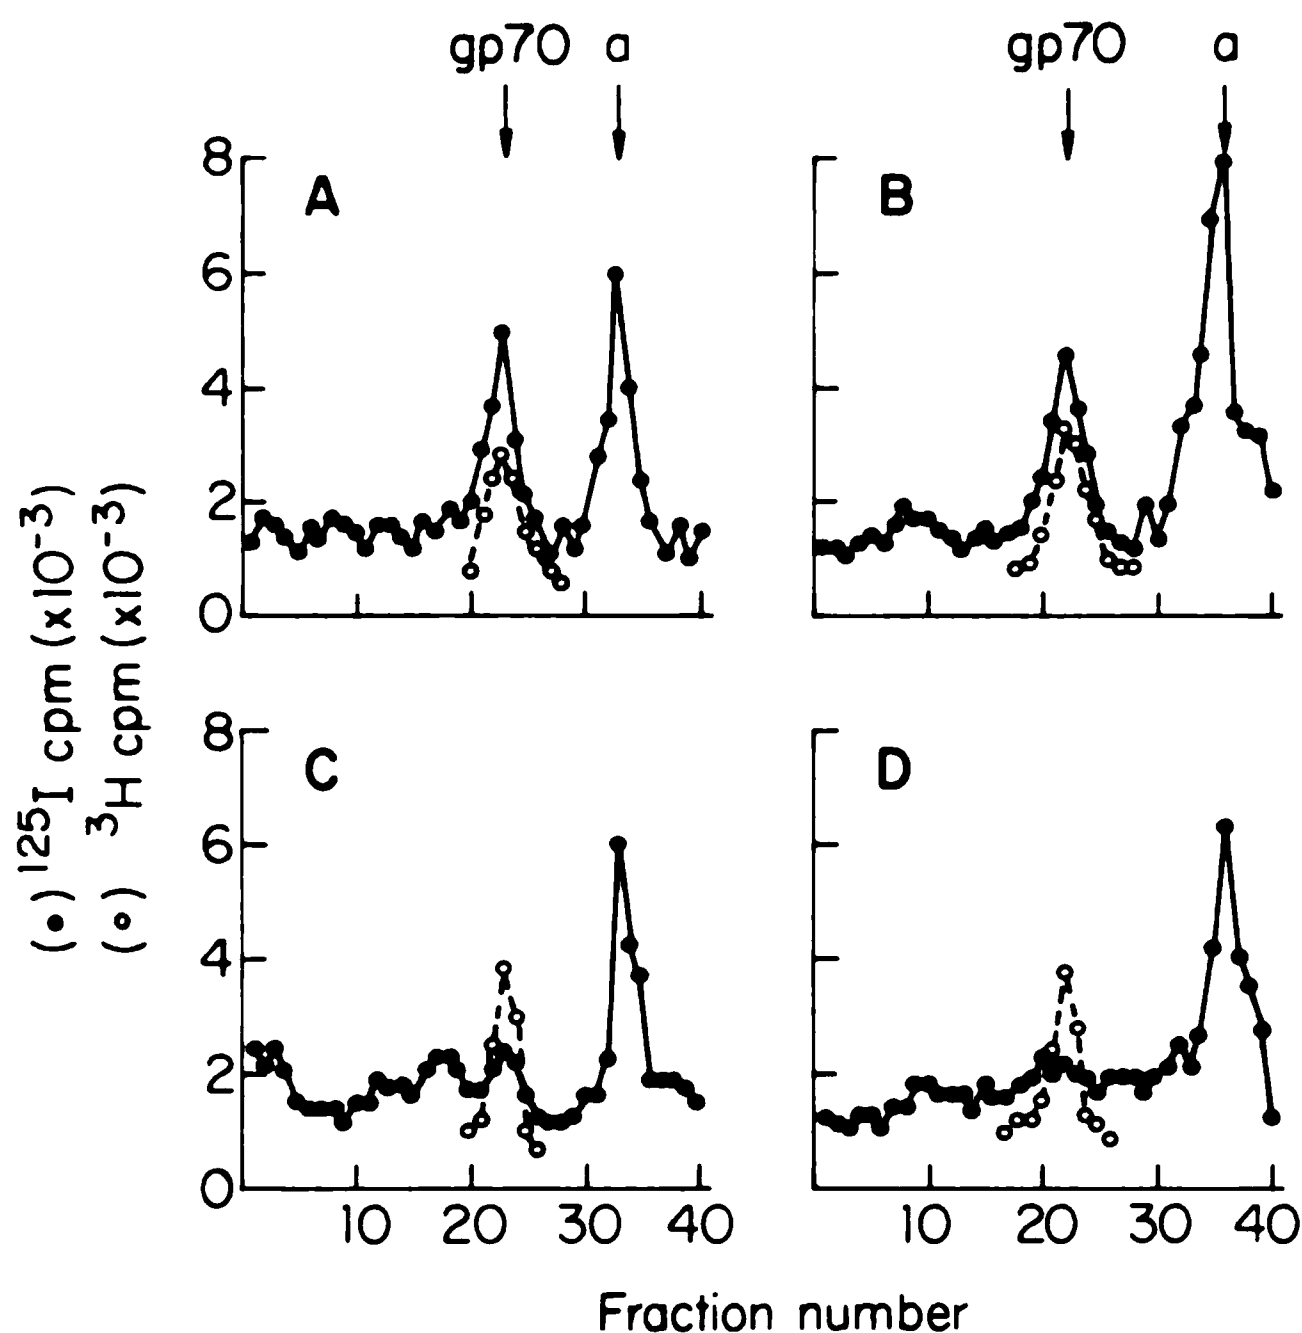 gp70 a gp70 a
8 A B
6
4
2
0
(•) ¹²⁵I cpm (x10⁻³)
(o) ³H cpm (x10⁻³)
8 C D
6
4
2
0
10 20 30 40 10 20 30 40
Fraction number